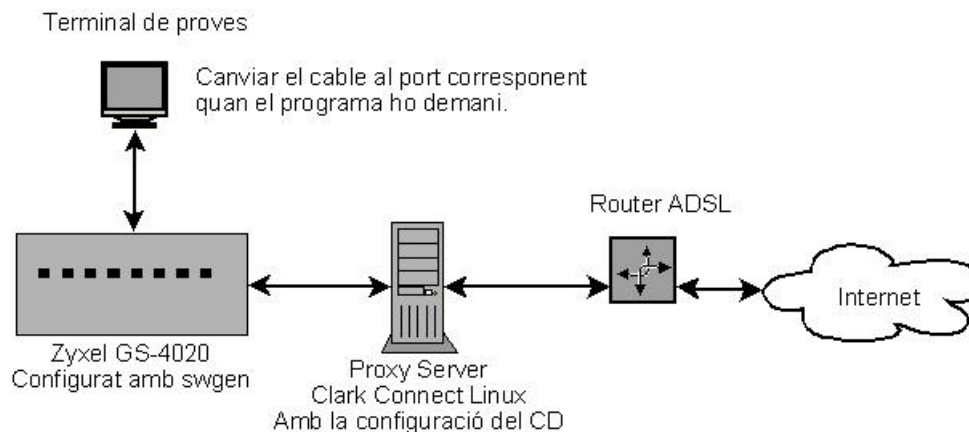 Terminal de proves
Canviar el cable al port corresponent
quan el programa ho demani.
Router ADSL
Internet
Zyxel GS-4020
Configurat amb swgen
Proxy Server
Clark Connect Linux
Amb la configuració del CD